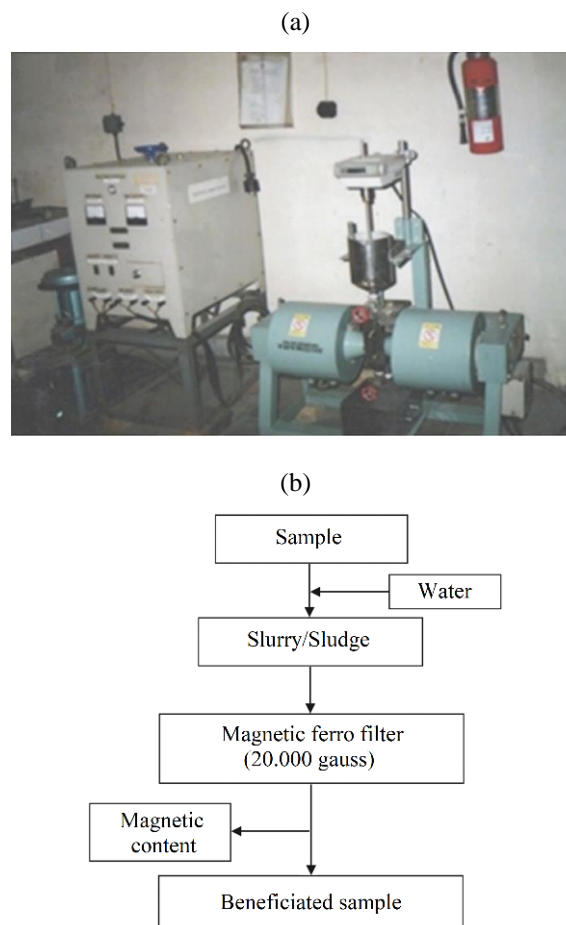 (a)
(b)
Sample
Water
Slurry/Sludge
Magnetic ferro filter
(20.000 gauss)
Magnetic
content
Beneficiated sample